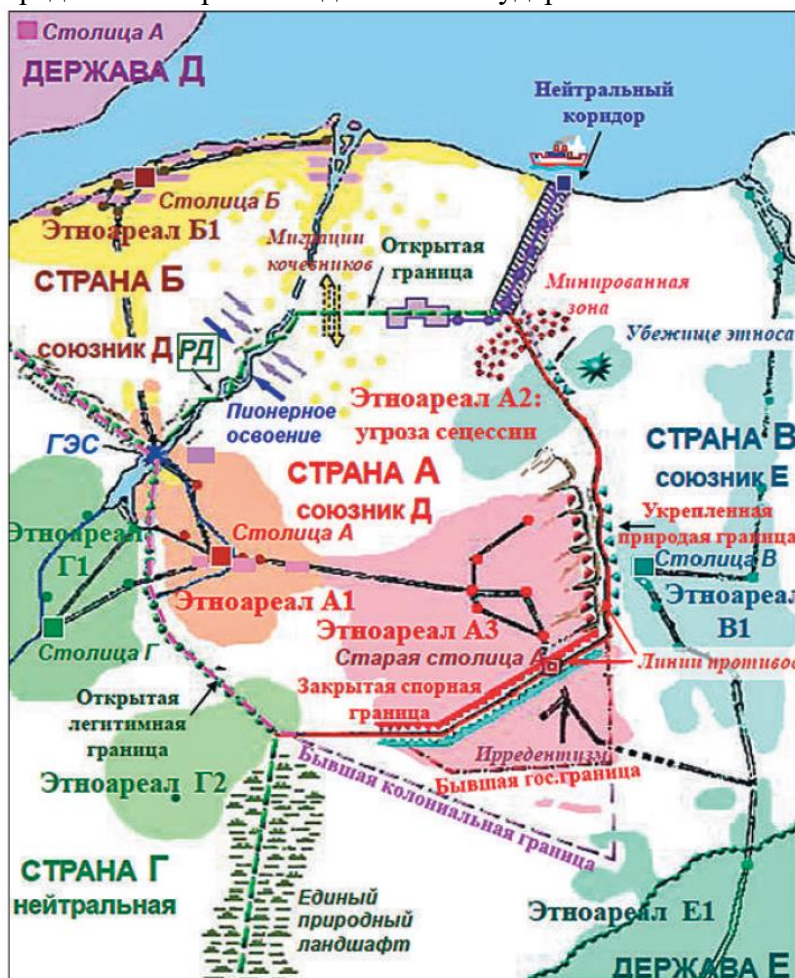 Столица А
ДЕРЖАВА Д
Нейтральный
коридор
Столица Б
Этноареал Б1
Миграции
кочевников
Открытая
граница
СТРАНА Б
Минированная
зона
Убежище этноса
союзник Д
РД
Пионерное
освоение
Этноареал А2:
угроза сецессии
ГЭС
СТРАНА А
союзник Д
СТРАНА В
союзник Е
Укрепленная
природая граница
Этноареал
Г1
Столица А
Столица В
Этноареал А1
Этноареал
В1
Этноареал А3
Столица Г
Старая столица А
Линии противос
Закрытая спорная
граница
Открытая
легитимная
граница
Ирредентизм
Бывшая гос.граница
Этноареал Г2
Бывшая колониальная граница
СТРАНА Г
нейтральная
Единый
природный
ландшафт
Этноареал Е1
ДЕРЖАВА Е